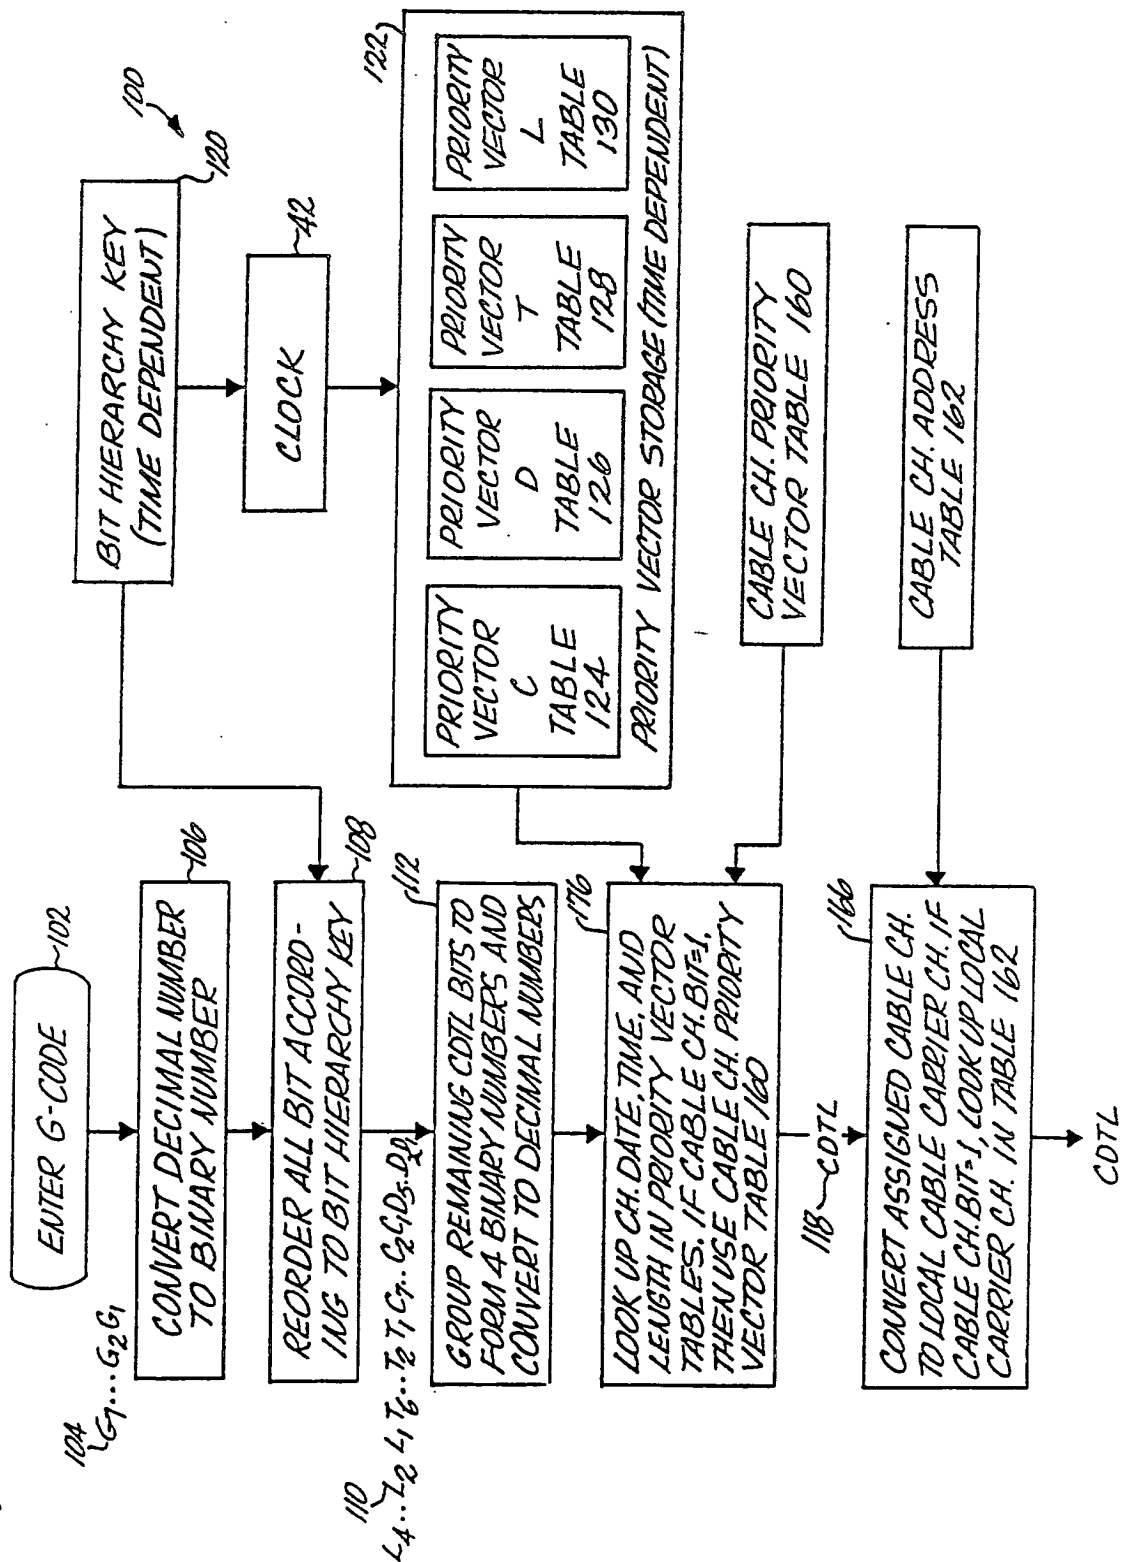 ENTER G-CODE
102
104
G7...G2G1
CONVERT DECIMAL NUMBER
TO BINARY NUMBER
106
REORDER ALL BIT ACCORD-
ING TO BIT HIERARCHY KEY
108
110
L4...L2 L1 T6...T2 T1 C7..C2C1D5..D2D1
GROUP REMAINING CDTL BITS TO
FORM 4 BINARY NUMBERS AND
CONVERT TO DECIMAL NUMBERS
112
LOOK UP CH. DATE, TIME, AND
LENGTH IN PRIORITY VECTOR
TABLES. IF CABLE CH. BIT=1,
THEN USE CABLE CH. PRIORITY
VECTOR TABLE 160
176
118
CDTL
CONVERT ASSIGNED CABLE CH.
TO LOCAL CABLE CARRIER CH. IF
CABLE CH. BIT=1, LOOK UP LOCAL
CARRIER CH. IN TABLE 162
166
CDTL
100
BIT HIERARCHY KEY
(TIME DEPENDENT)
120
CLOCK
42
122
PRIORITY
VECTOR
C
TABLE
124
PRIORITY
VECTOR
D
TABLE
126
PRIORITY
VECTOR
T
TABLE
128
PRIORITY
VECTOR
L
TABLE
130
PRIORITY VECTOR STORAGE (TIME DEPENDENT)
CABLE CH. PRIORITY
VECTOR TABLE 160
CABLE CH. ADDRESS
TABLE 162